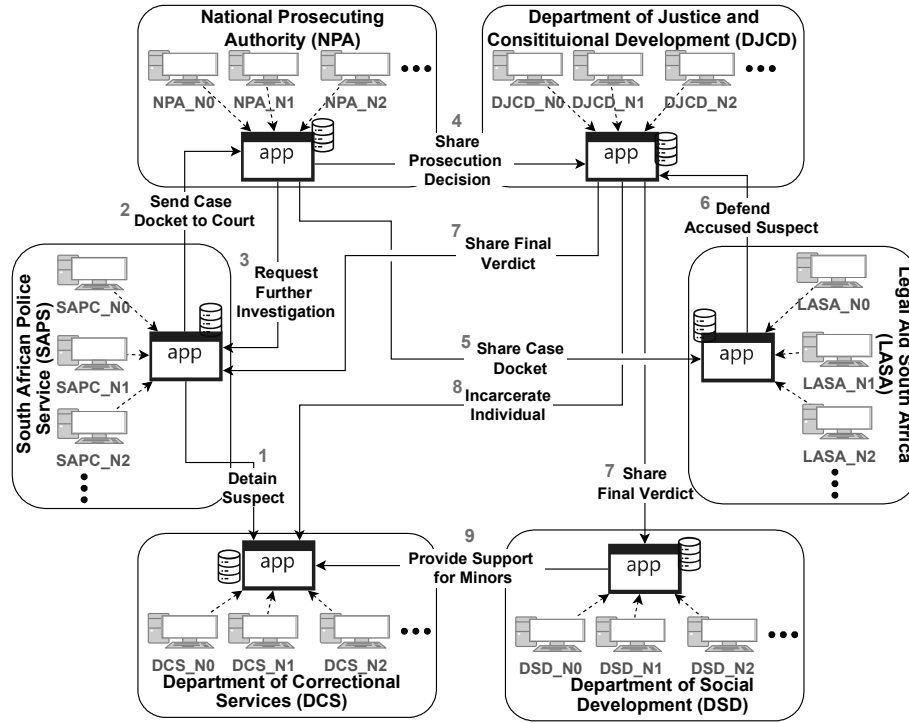 National Prosecuting
Authority (NPA)
NPA_N0
NPA_N1
NPA_N2
app
Department of Justice and
Consitituional Development (DJCD)
DJCD_N0
DJCD_N1
DJCD_N2
app
4
Share
Prosecution
Decision
2
Send Case
Docket to Court
3
Request
Further
Investigation
7
Share Final
Verdict
6
Defend
Accused Suspect
South African Police
Service (SAPS)
SAPC_N0
SAPC_N1
SAPC_N2
app
5
Share Case
Docket
8
Incarcerate
Individual
Legal Aid South Africa
(LASA)
LASA_N0
LASA_N1
LASA_N2
app
1
Detain
Suspect
7
Share
Final Verdict
9
Provide Support
for Minors
app
DCS_N0
DCS_N1
DCS_N2
Department of Correctional
Services (DCS)
app
DSD_N0
DSD_N1
DSD_N2
Department of Social
Development (DSD)